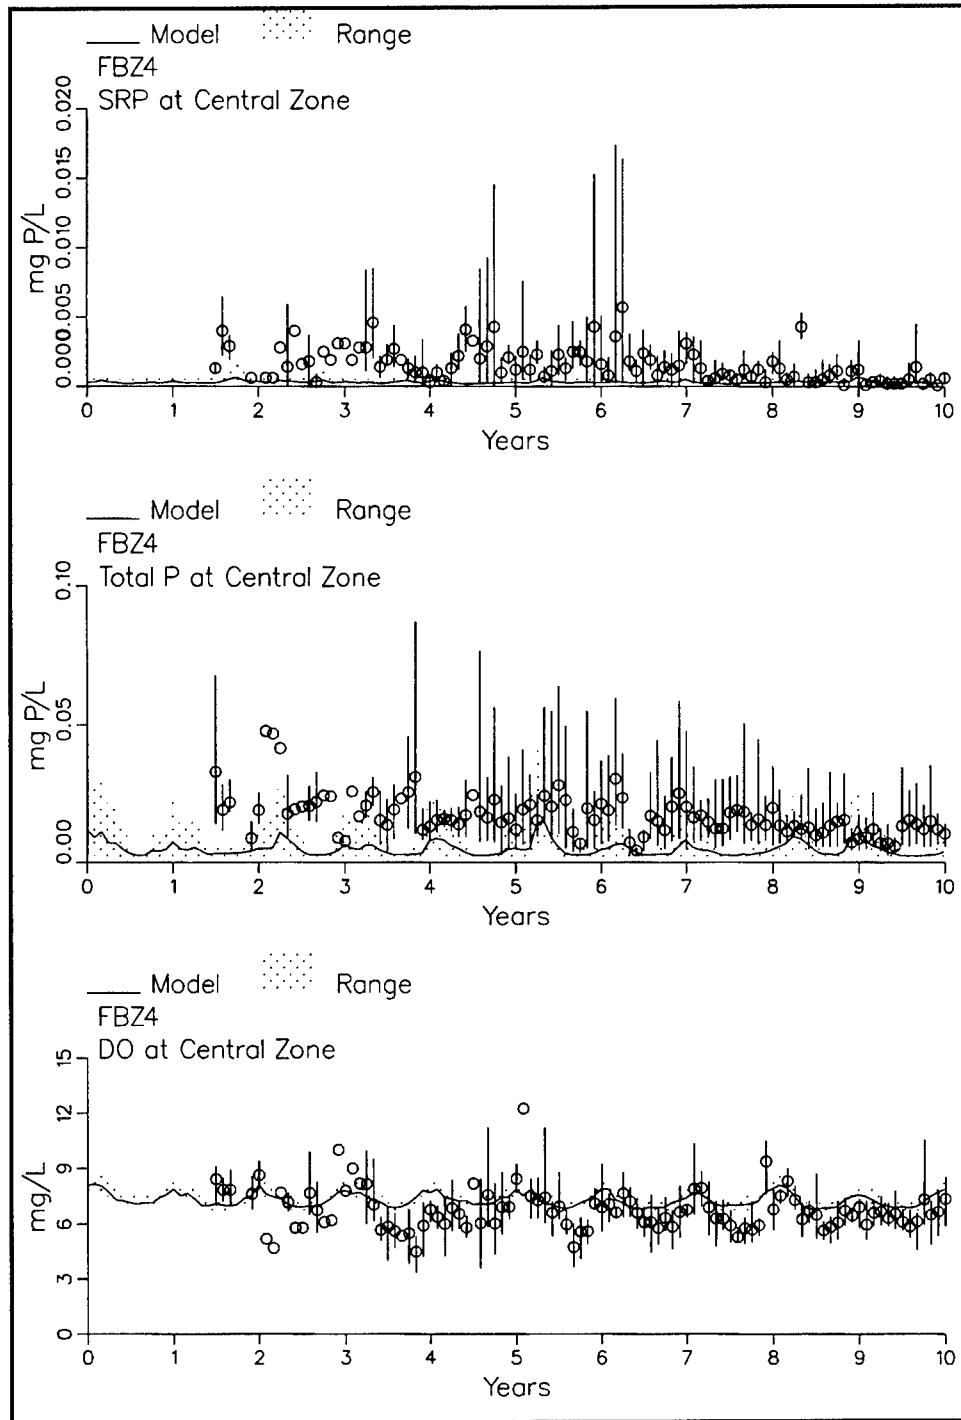 Model Range
FBZ4
SRP at Central Zone
mg P/L
0.000 0.005 0.010 0.015 0.020
0 1 2 3 4 5 6 7 8 9 10
Years
Model Range
FBZ4
Total P at Central Zone
mg P/L
0.00 0.05 0.10
0 1 2 3 4 5 6 7 8 9 10
Years
Model Range
FBZ4
DO at Central Zone
mg/L
0 3 6 9 12 15
0 1 2 3 4 5 6 7 8 9 10
Years